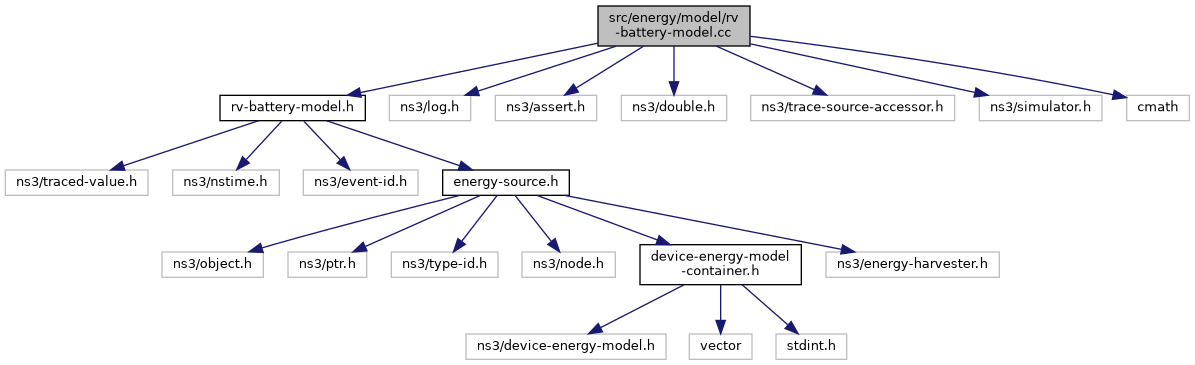 src/energy/model/rv
-battery-model.cc
rv-battery-model.h
ns3/log.h
ns3/assert.h
ns3/double.h
ns3/trace-source-accessor.h
ns3/simulator.h
cmath
ns3/traced-value.h
ns3/nstime.h
ns3/event-id.h
energy-source.h
ns3/object.h
ns3/ptr.h
ns3/type-id.h
ns3/node.h
device-energy-model
-container.h
ns3/energy-harvester.h
ns3/device-energy-model.h
vector
stdint.h